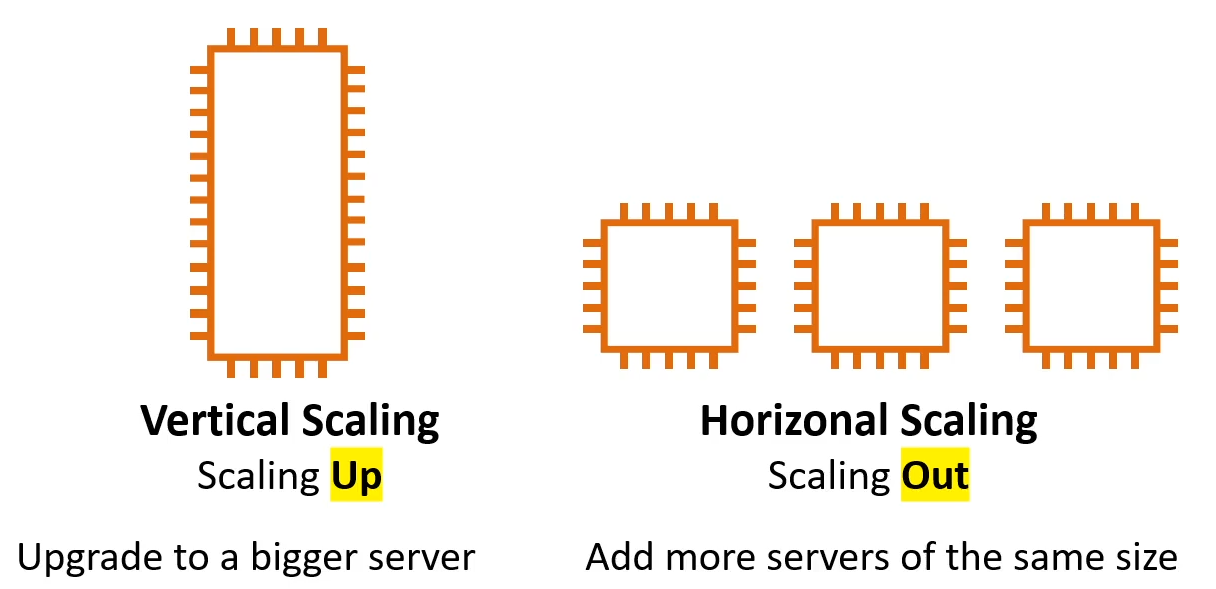 Vertical Scaling
Scaling Up
Upgrade to a bigger server
Horizonal Scaling
Scaling Out
Add more servers of the same size